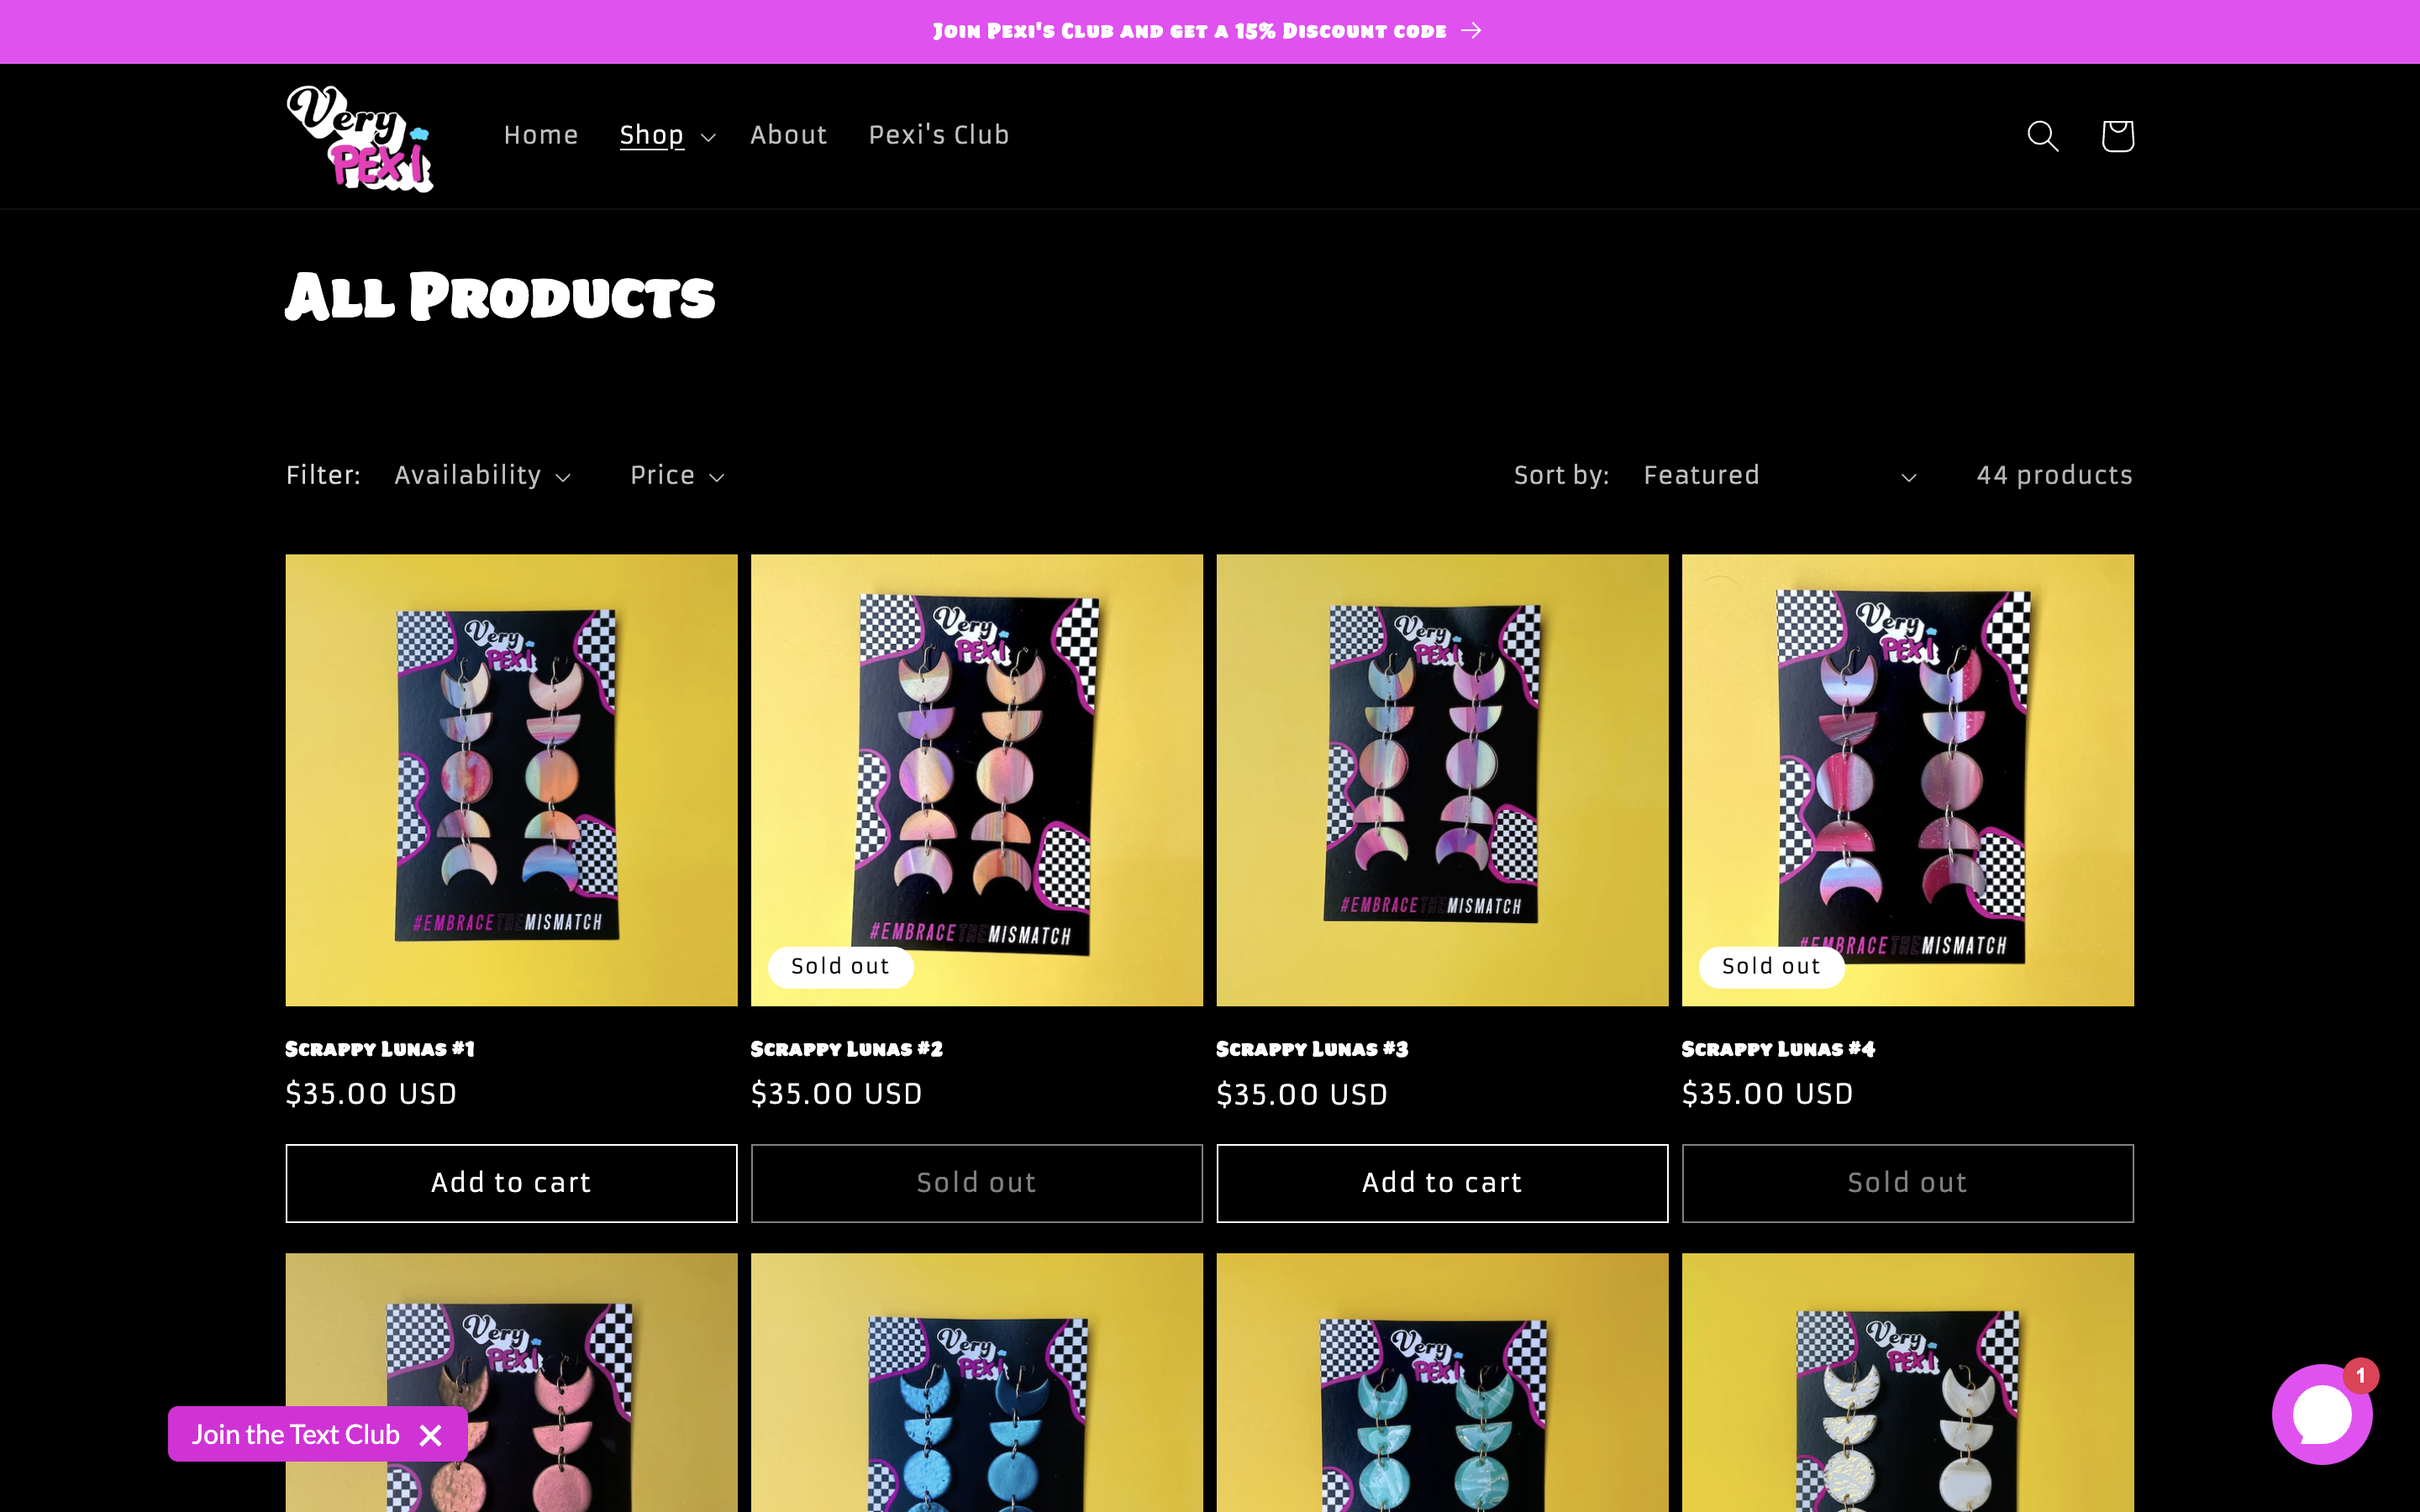 Join Pexi's Club and get a 15% Discount code
Very
PEXI
Home
Shop
About
Pexi's Club
All Products
Filter:
Availability
Price
Sort by:
Featured
44 products
Very
PEXI
#EMBRACETHEMISMATCH
Very
PEXI
#EMBRACETHEMISMATCH
Sold out
Very
PEXI
#EMBRACETHEMISMATCH
Very
PEXI
#EMBRACETHEMISMATCH
Sold out
Scrappy Lunas #1
$35.00 USD
Add to cart
Scrappy Lunas #2
$35.00 USD
Sold out
Scrappy Lunas #3
$35.00 USD
Add to cart
Scrappy Lunas #4
$35.00 USD
Sold out
Very
PEXI
Very
PEXI
Very
PEXI
Very
PEXI
Join the Text Club
1